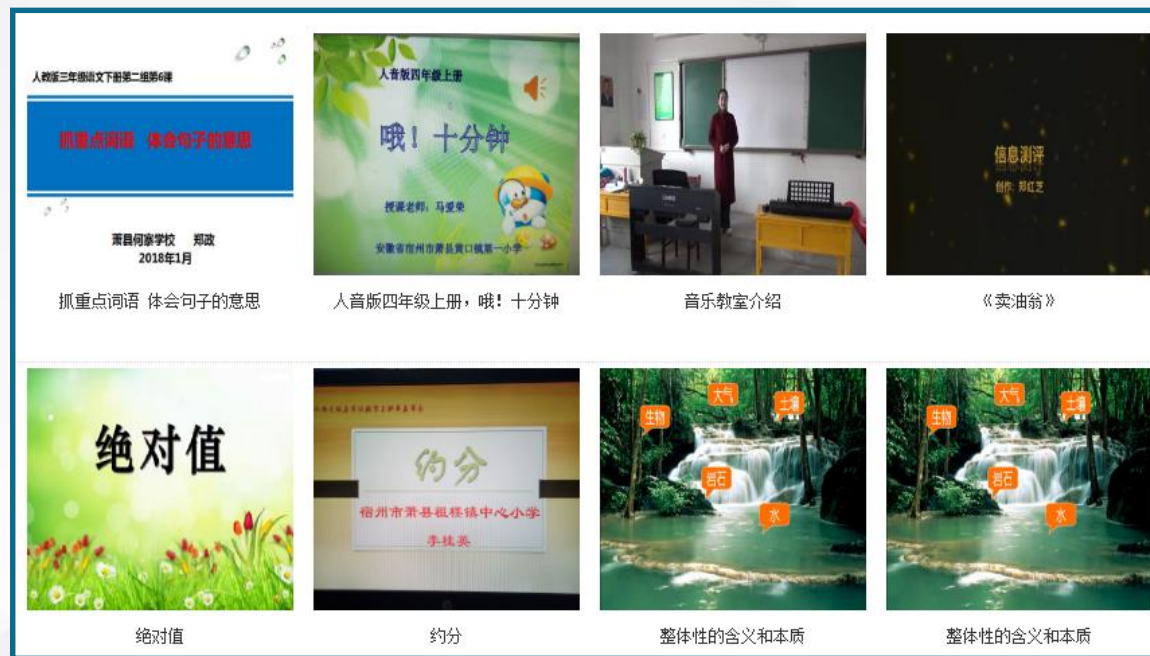 人教版三年级语文下册第二组第6课
抓重点词语 体会句子的意思
萧县何寨学校 郑政
2018年1月
抓重点词语 体会句子的意思
人音版四年级上册
哦！十分钟
授课老师：马爱荣
安徽省宿州市萧县黄口镇第一小学
人音版四年级上册，哦！十分钟
音乐教室介绍
信息测评
创作：郑红芝
《卖油翁》
绝对值
绝对值
约分
宿州市萧县祖楼镇中心小学
李桂英
约分
大气
土壤
生物
岩石
水
整体性的含义和本质
大气
土壤
生物
岩石
水
整体性的含义和本质